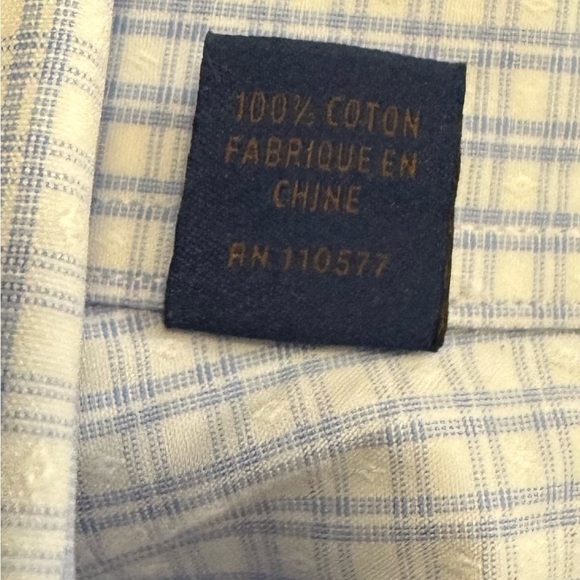 100% COTON
FABRIQUE EN
CHINE
RN 110577